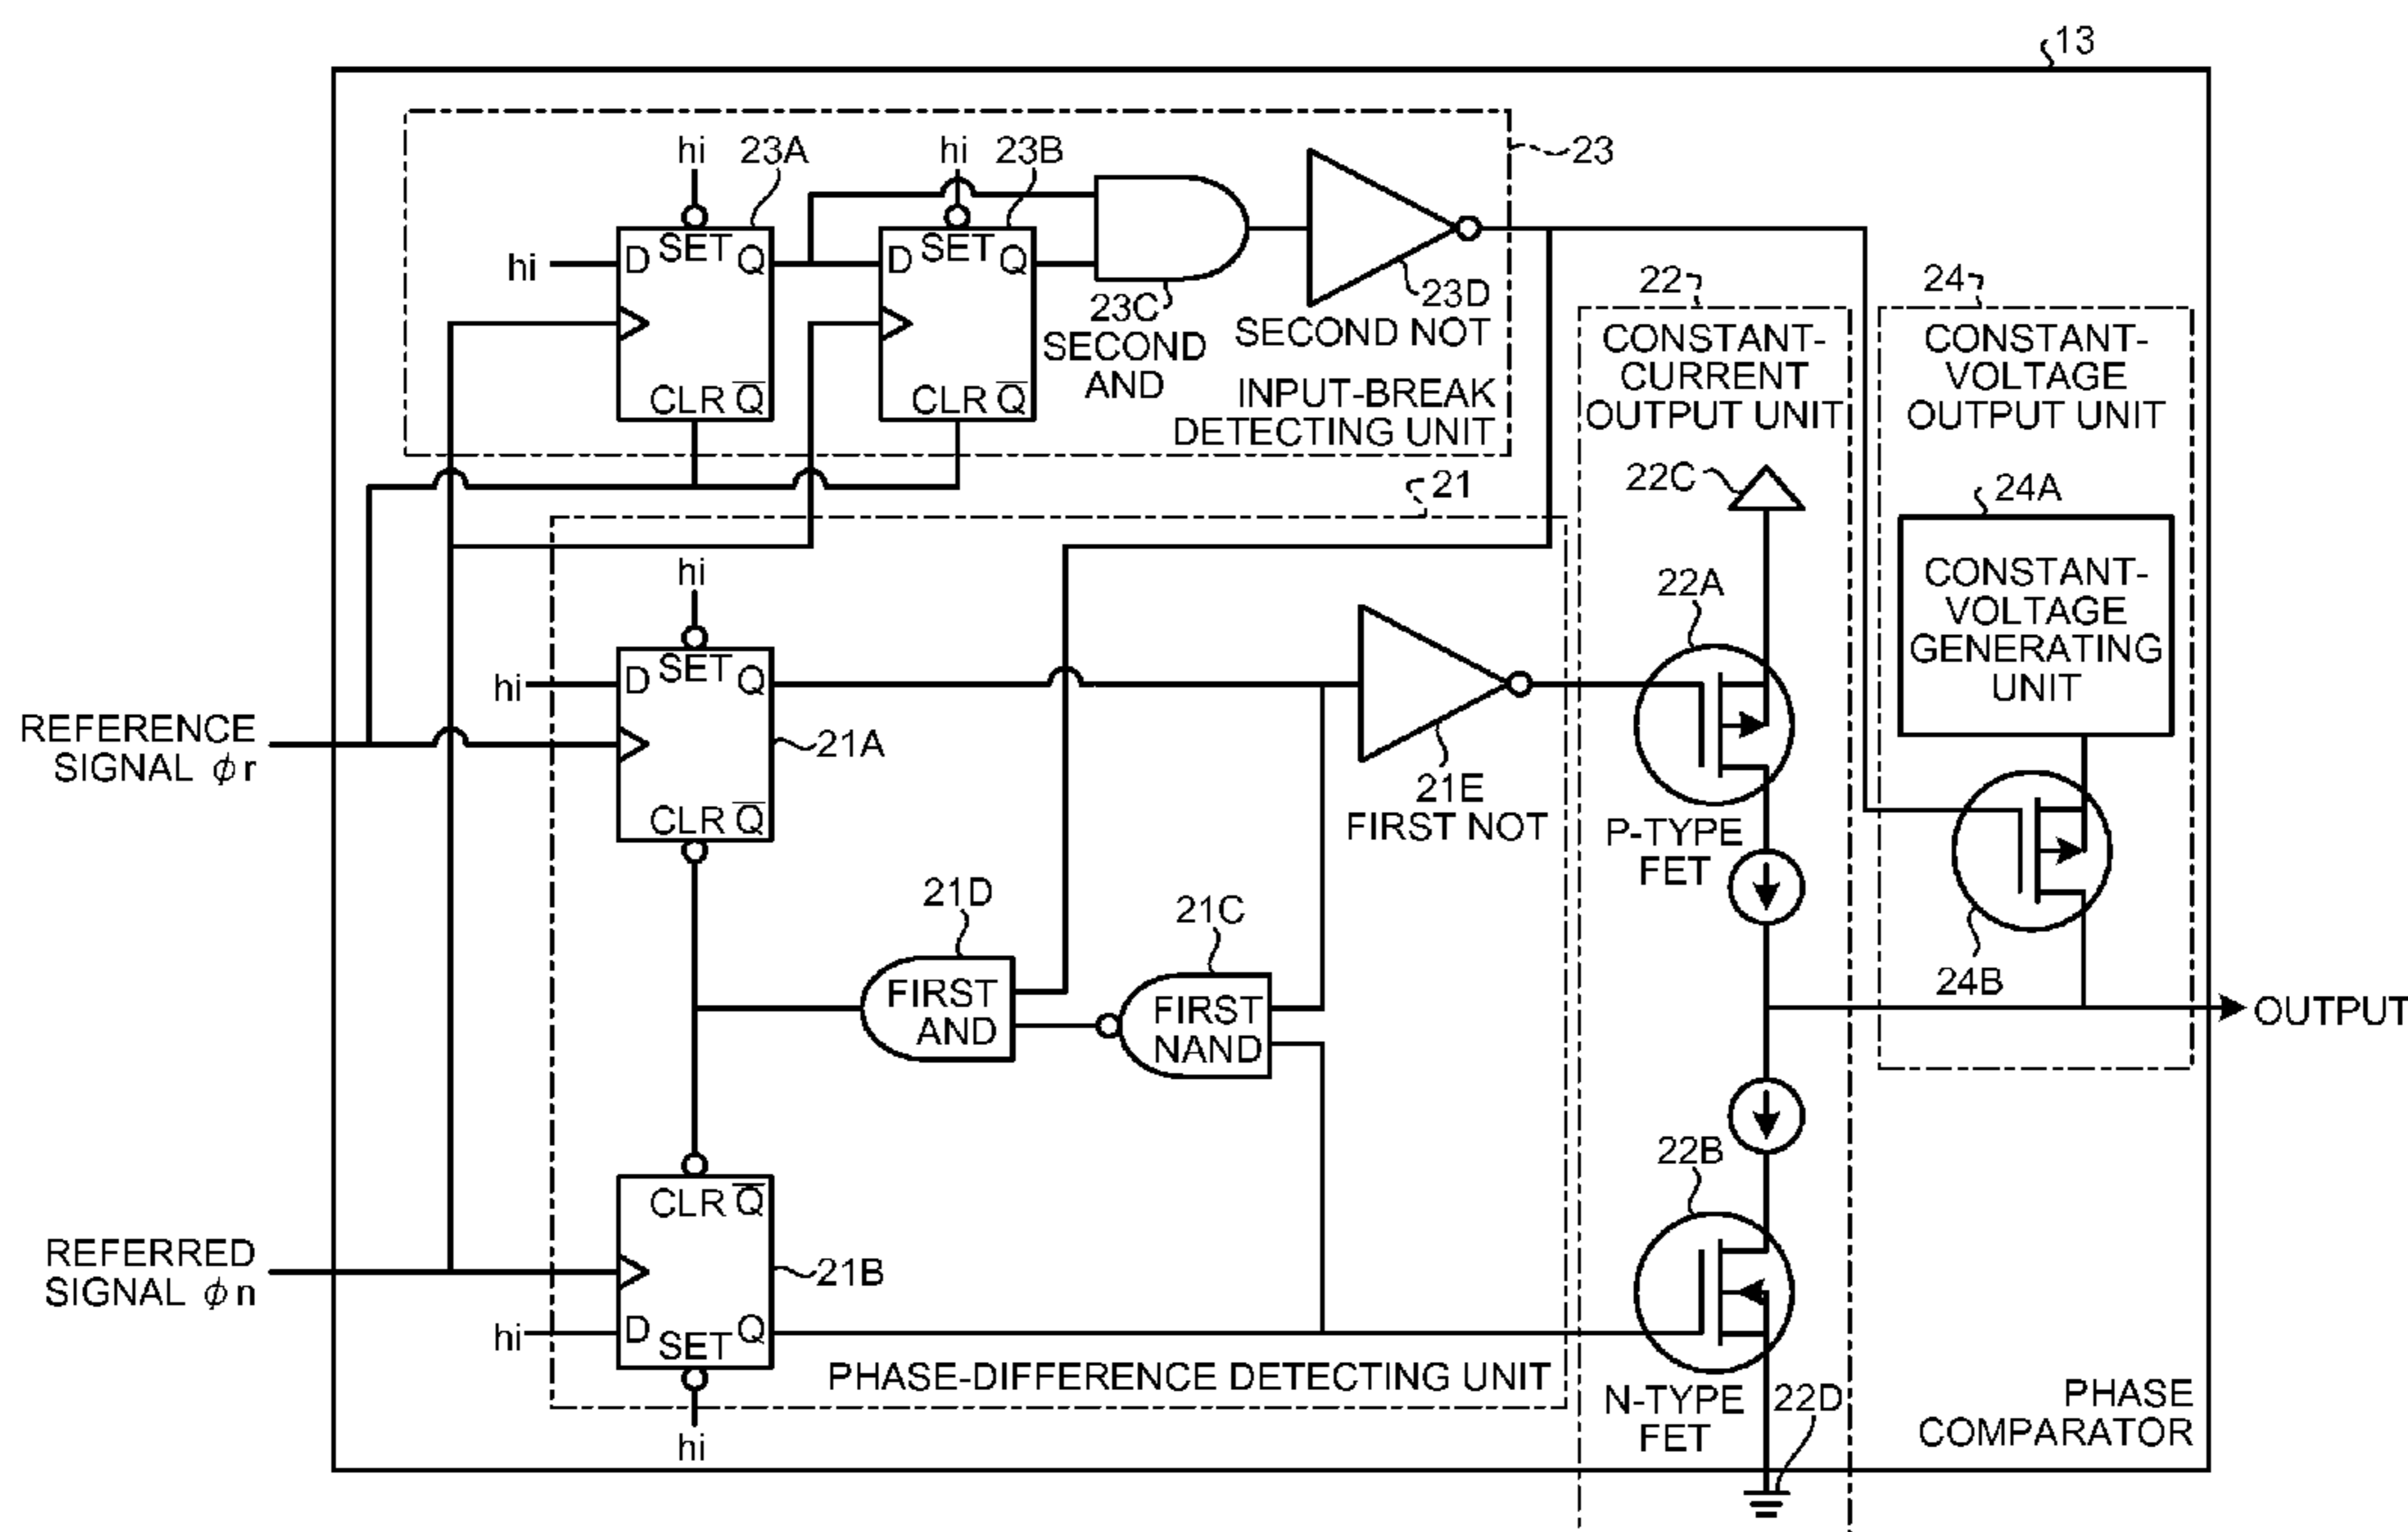 13
hi
23A
hi
23B
23
hi
D
SET
Q
CLR
Q̅
D
SET
Q
CLR
Q̅
23C
SECOND
AND
23D
SECOND NOT
INPUT-BREAK
DETECTING UNIT
22
CONSTANT-
CURRENT
OUTPUT UNIT
24
CONSTANT-
VOLTAGE
OUTPUT UNIT
21
22C
24A
CONSTANT-
VOLTAGE
GENERATING
UNIT
hi
hi
D
SET
Q
CLR
Q̅
21A
REFERENCE
SIGNAL ϕr
21E
FIRST NOT
22A
P-TYPE
FET
24B
21D
FIRST
AND
21C
FIRST
NAND
OUTPUT
22B
CLR
Q̅
D
SET
Q
21B
REFERRED
SIGNAL ϕn
hi
hi
PHASE-DIFFERENCE DETECTING UNIT
N-TYPE
FET
22D
PHASE
COMPARATOR